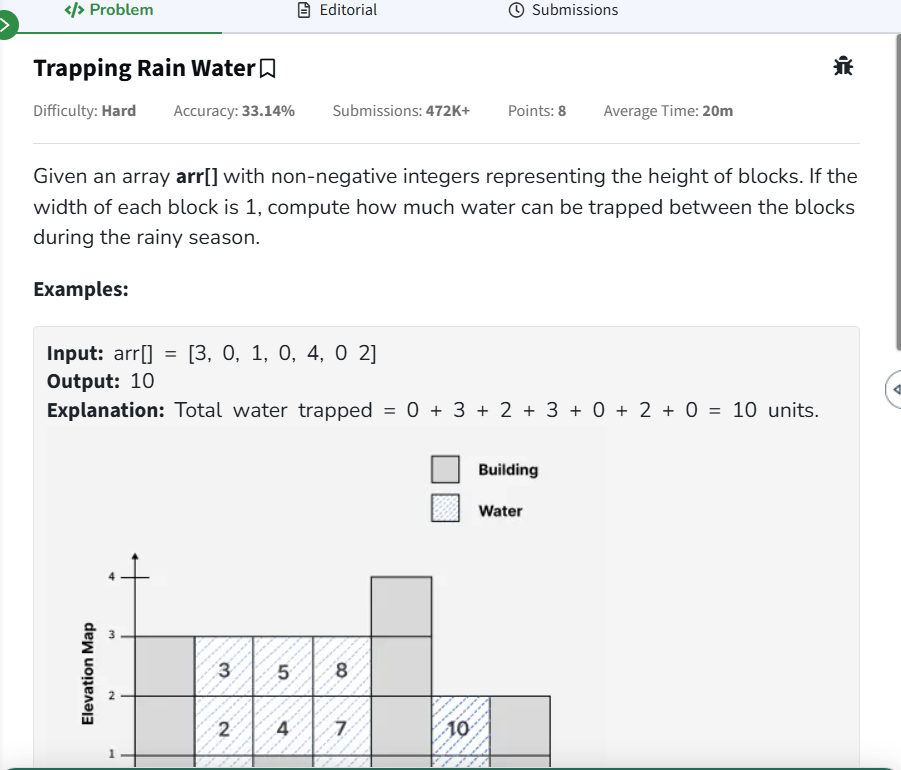 </> Problem
Editorial
Submissions
Trapping Rain Water
Difficulty: Hard Accuracy: 33.14% Submissions: 472K+ Points: 8 Average Time: 20m
Given an array arr[] with non-negative integers representing the height of blocks. If the
width of each block is 1, compute how much water can be trapped between the blocks
during the rainy season.
Examples:
Input: arr[] = [3, 0, 1, 0, 4, 0 2]
Output: 10
Explanation: Total water trapped = 0 + 3 + 2 + 3 + 0 + 2 + 0 = 10 units.
Building
Water
Elevation Map
4
3
3 5 8
2
2 4 7 10
1